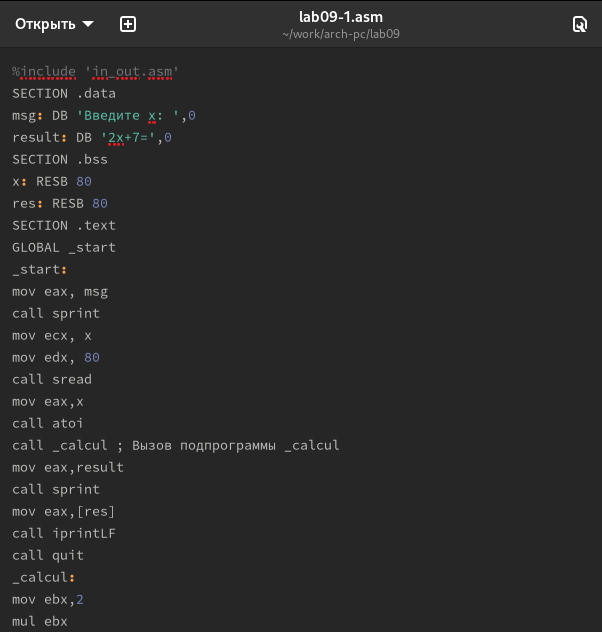 Открыть
lab09-1.asm
~/work/arch-pc/lab09
%include 'in_out.asm'
SECTION .data
msg: DB 'Введите x: ',0
result: DB '2x+7=',0
SECTION .bss
x: RESB 80
res: RESB 80
SECTION .text
GLOBAL _start
_start:
mov eax, msg
call sprint
mov ecx, x
mov edx, 80
call sread
mov eax,x
call atoi
call _calcul ; Вызов подпрограммы _calcul
mov eax,result
call sprint
mov eax,[res]
call iprintLF
call quit
_calcul:
mov ebx,2
mul ebx